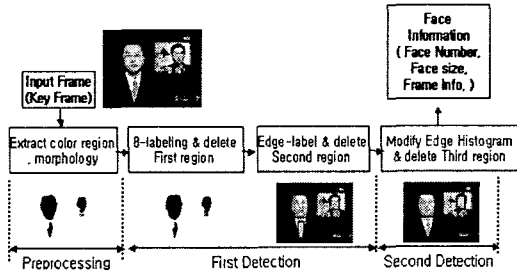 Face
Information
( Face Number,
Face size,
Frame Info, )
Input Frame
(Key Frame)
Extract color region
, morphology
8-labeling & delete
First region
Edge-label & delete
Second region
Modify Edge Histogram
& delete Third region
Preprocessing
First Detection
Second Detection